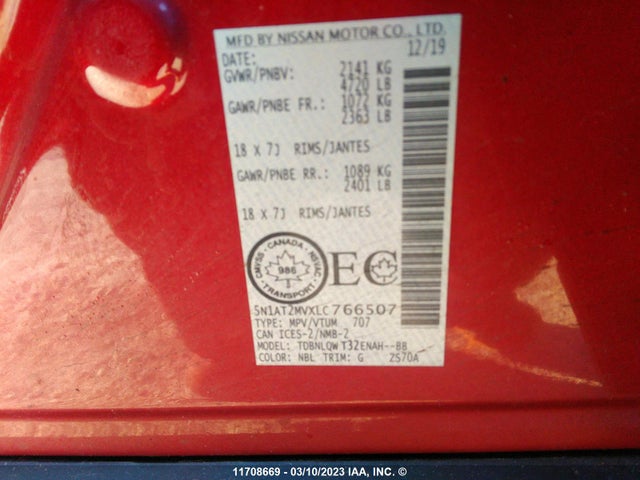 MFD BY NISSAN MOTOR CO., LTD.
DATE: 12/19
GVWR/PNBV: 2141 KG
4720 LB
GAWR/PNBE FR.: 1072 KG
2363 LB
18 X 7J RIMS/JANTES
GAWR/PNBE RR.: 1089 KG
2401 LB
18 X 7J RIMS/JANTES
CMVSS - CANADA - NSVAC
986
TRANSPORT
EC
5N1AT2MVXLC766507
TYPE: MPV/VTUM 707
CAN ICES-2/NMB-2
MODEL: TDBNLQW T32ENAH--BB
COLOR: NBL TRIM: G 2S70A
11708669 - 03/10/2023 IAA, INC. ©